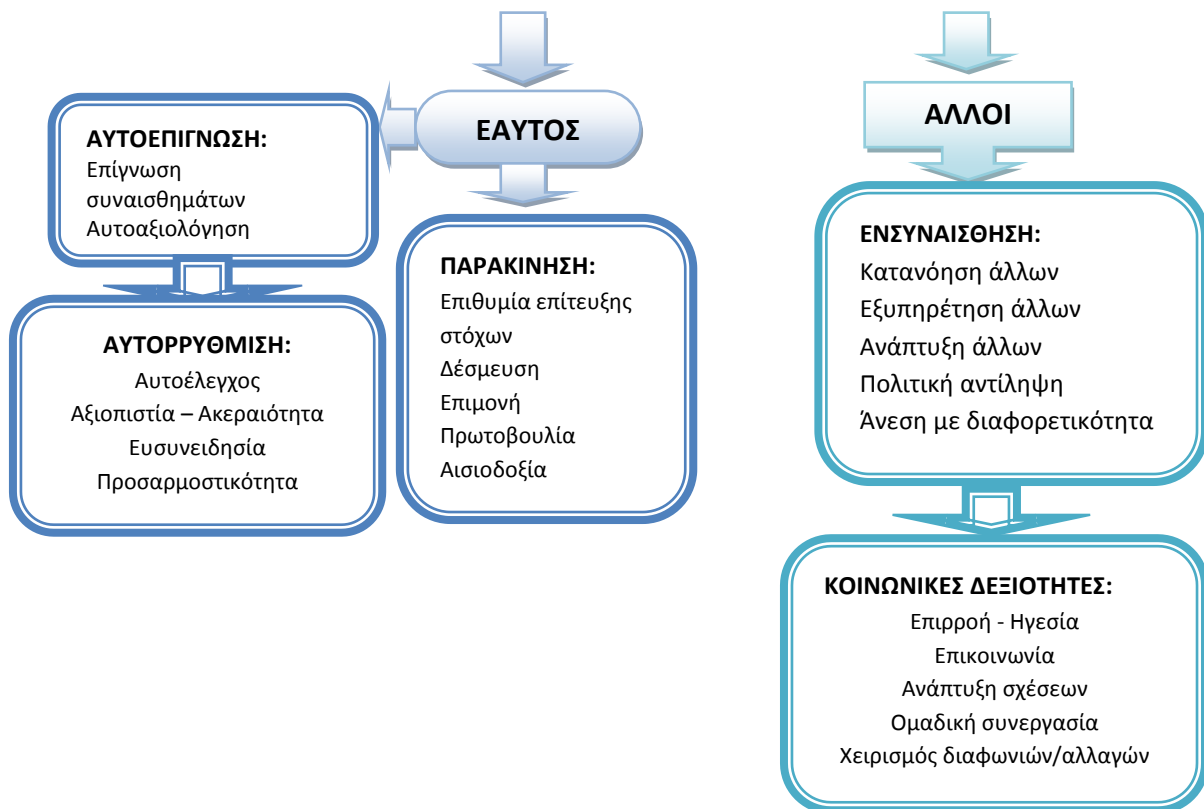 ΕΑΥΤΟΣ
ΑΥΤΟΕΠΙΓΝΩΣΗ:
Επίγνωση
συναισθημάτων
Αυτοαξιολόγηση
ΑΥΤΟΡΡΥΘΜΙΣΗ:
Αυτοέλεγχος
Αξιοπιστία – Ακεραιότητα
Ευσυνειδησία
Προσαρμοστικότητα
ΠΑΡΑΚΙΝΗΣΗ:
Επιθυμία επίτευξης
στόχων
Δέσμευση
Επιμονή
Πρωτοβουλία
Αισιοδοξία
ΑΛΛΟΙ
ΕΝΣΥΝΑΙΣΘΗΣΗ:
Κατανόηση άλλων
Εξυπηρέτηση άλλων
Ανάπτυξη άλλων
Πολιτική αντίληψη
Άνεση με διαφορετικότητα
ΚΟΙΝΩΝΙΚΕΣ ΔΕΞΙΟΤΗΤΕΣ:
Επιρροή - Ηγεσία
Επικοινωνία
Ανάπτυξη σχέσεων
Ομαδική συνεργασία
Χειρισμός διαφωνιών/αλλαγών